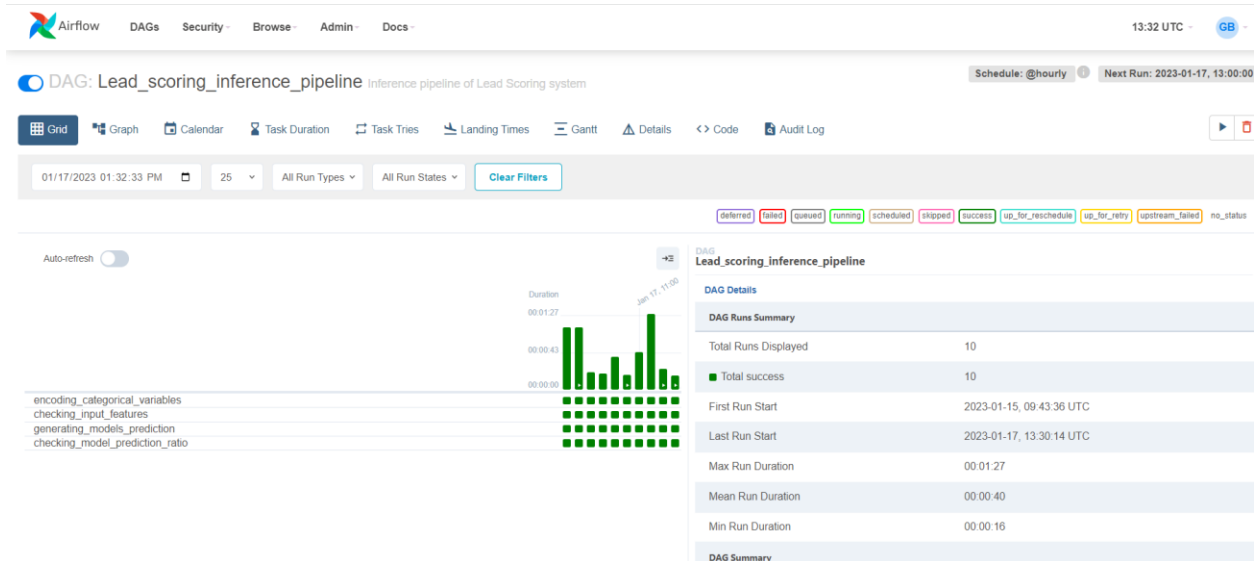 Airflow DAGs Security Browse Admin Docs 13:32 UTC GB
DAG: Lead_scoring_inference_pipeline Inference pipeline of Lead Scoring system Schedule: @hourly i Next Run: 2023-01-17, 13:00:00
Grid Graph Calendar Task Duration Task Tries Landing Times Gantt Details <> Code Audit Log
01/17/2023 01:32:33 PM 25 All Run Types All Run States Clear Filters
deferred failed queued running scheduled skipped success up_for_reschedule up_for_retry upstream_failed no_status
Auto-refresh
Duration
Jan 17, 11:00
00:01:27
00:00:43
00:00:00
encoding_categorical_variables
checking_input_features
generating_models_prediction
checking_model_prediction_ratio
DAG
Lead_scoring_inference_pipeline
DAG Details
DAG Runs Summary
Total Runs Displayed 10
Total success 10
First Run Start 2023-01-15, 09:43:36 UTC
Last Run Start 2023-01-17, 13:30:14 UTC
Max Run Duration 00:01:27
Mean Run Duration 00:00:40
Min Run Duration 00:00:16
DAG Summary